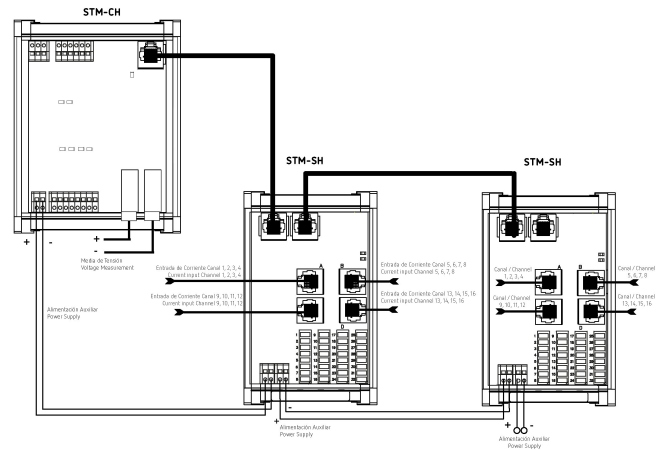 STM-CH
+
-
+
-
Medida de Tensión
Voltage Measurement
Alimentación Auxiliar
Power Supply
STM-SH
Entrada de Corriente Canal 1, 2, 3, 4
Current input Channel 1, 2, 3, 4
Entrada de Corriente Canal 9, 10, 11, 12
Current input Channel 9, 10, 11, 12
A
B
D
Entrada de Corriente Canal 5, 6, 7, 8
Current input Channel 5, 6, 7, 8
Entrada de Corriente Canal 13, 14, 15, 16
Current input Channel 13, 14, 15, 16
+
-
Alimentación Auxiliar
Power Supply
STM-SH
Canal / Channel
1, 2, 3, 4
Canal / Channel
9, 10, 11, 12
A
D
Canal / Channel
5, 6, 7, 8
Canal / Channel
13, 14, 15, 16
+
-
Alimentación Auxiliar
Power Supply